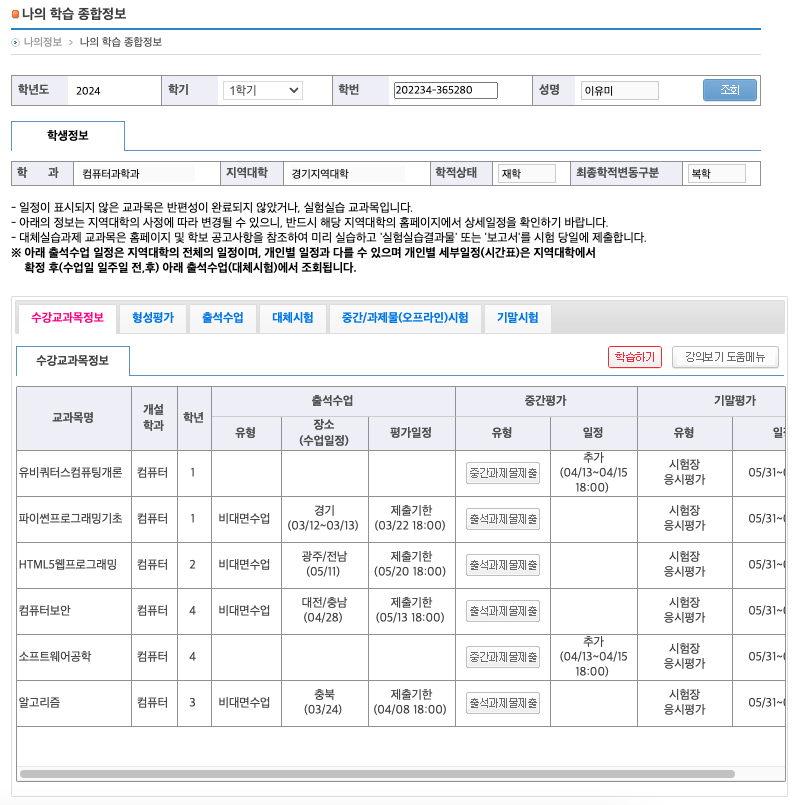 나의 학습 종합정보
나의정보 > 나의 학습 종합정보
학년도 2024 학기 1학기 학번 202234-365280 성명 이유미 조회
학생정보
학 과 컴퓨터과학과 지역대학 경기지역대학 학적상태 재학 최종학적변동구분 복학
- 일정이 표시되지 않은 교과목은 반편성이 완료되지 않았거나, 실험실습 교과목입니다.
- 아래의 정보는 지역대학의 사정에 따라 변경될 수 있으니, 반드시 해당 지역대학의 홈페이지에서 상세일정을 확인하기 바랍니다.
- 대체실습과제 교과목은 홈페이지 및 학보 공고사항을 참조하여 미리 실습하고 '실험실습결과물' 또는 '보고서'를 시험 당일에 제출합니다.
※ 아래 출석수업 일정은 지역대학의 전체의 일정이며, 개인별 일정과 다를 수 있으며 개인별 세부일정(시간표)은 지역대학에서
확정 후(수업일 일주일 전,후) 아래 출석수업(대체시험)에서 조회됩니다.
수강교과목정보 형성평가 출석수업 대체시험 중간/과제물(오프라인)시험 기말시험
수강교과목정보 학습하기 강의보기 도움메뉴
교과목명 개설 학과 학년 출석수업 중간평가 기말평가
유형 장소 (수업일정) 평가일정 유형 일정 유형
유비쿼터스컴퓨팅개론 컴퓨터 1 중간과제물제출 추가 (04/13~04/15 18:00) 시험장 응시평가 05/31~
파이썬프로그래밍기초 컴퓨터 1 비대면수업 경기 (03/12~03/13) 제출기한 (03/22 18:00) 출석과제물제출 시험장 응시평가 05/31~
HTML5웹프로그래밍 컴퓨터 2 비대면수업 광주/전남 (05/11) 제출기한 (05/20 18:00) 출석과제물제출 시험장 응시평가 05/31~
컴퓨터보안 컴퓨터 4 비대면수업 대전/충남 (04/28) 제출기한 (05/13 18:00) 출석과제물제출 시험장 응시평가 05/31~
소프트웨어공학 컴퓨터 4 중간과제물제출 추가 (04/13~04/15 18:00) 시험장 응시평가 05/31~
알고리즘 컴퓨터 3 비대면수업 충북 (03/24) 제출기한 (04/08 18:00) 출석과제물제출 시험장 응시평가 05/31~